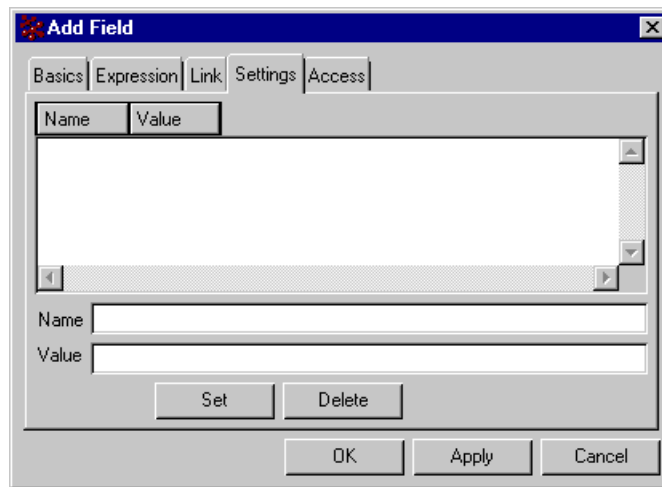 Add Field
Basics Expression Link Settings Access
Name Value
Name
Value
Set Delete
OK Apply Cancel